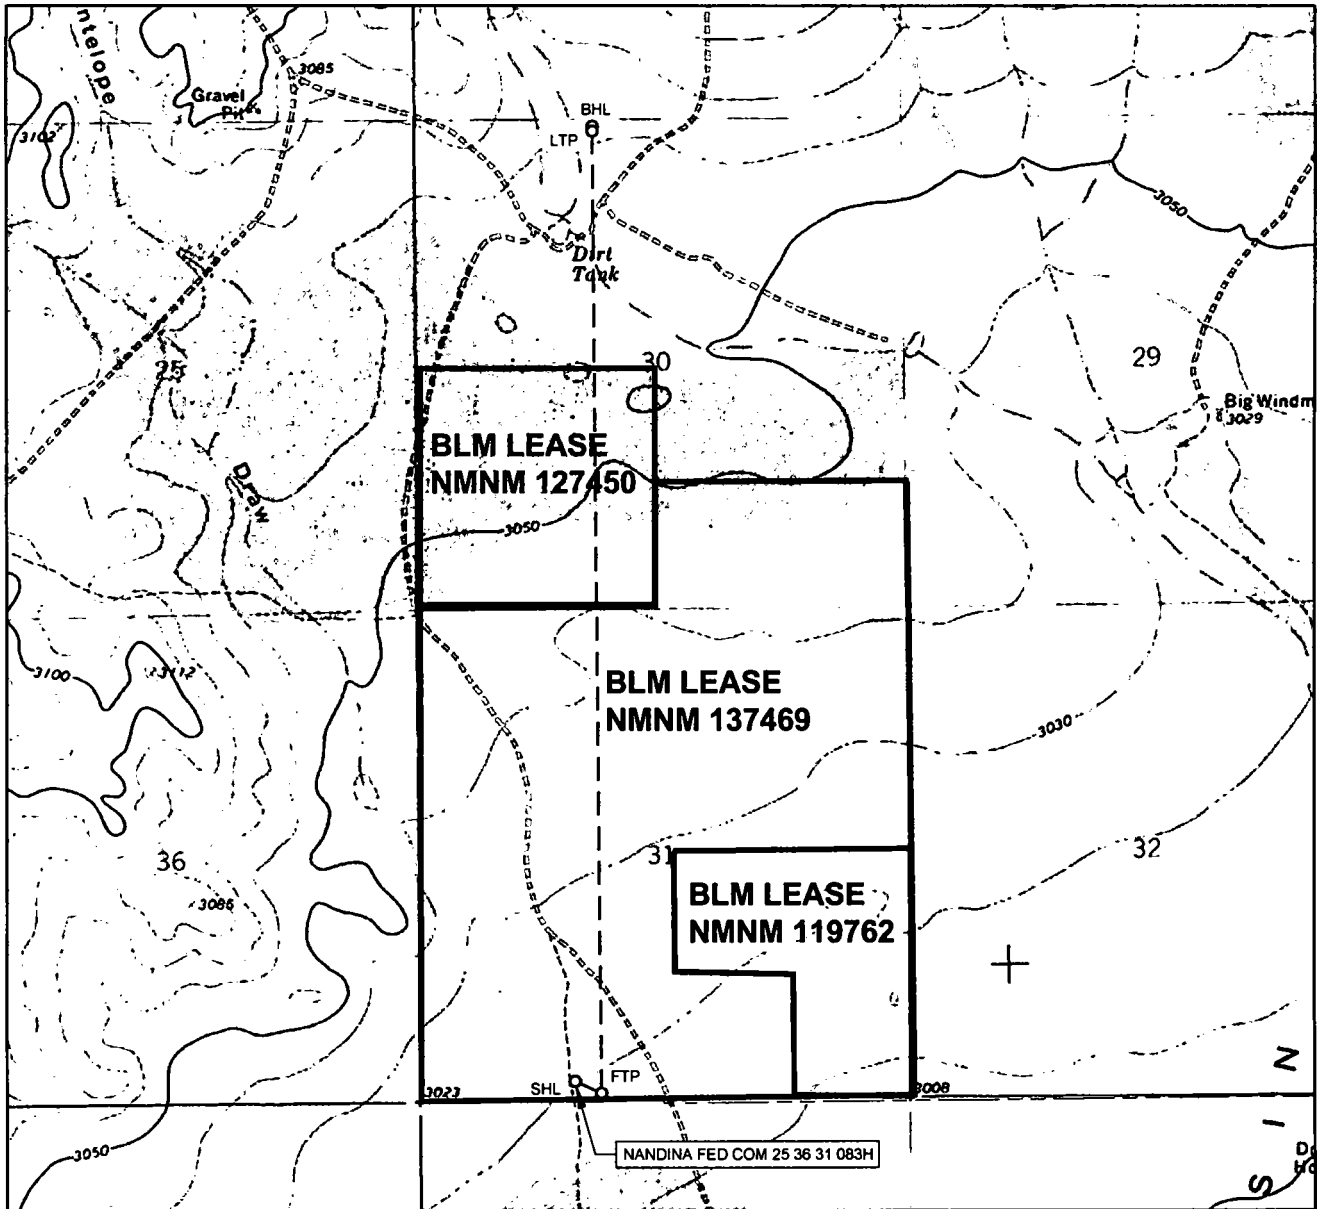 ntelope
3085
Gravel
Pit
BHL
LTP
3102
3050
Dirt
Tank
25
30
29
Big Windm
3029
BLM LEASE
NMNM 127450
Draw
3050
BLM LEASE
NMNM 137469
3100
3112
3030
36
31
32
BLM LEASE
NMNM 119762
3086
SHL
FTP
3023
3008
NANDINA FED COM 25 36 31 083H
3050
S I N